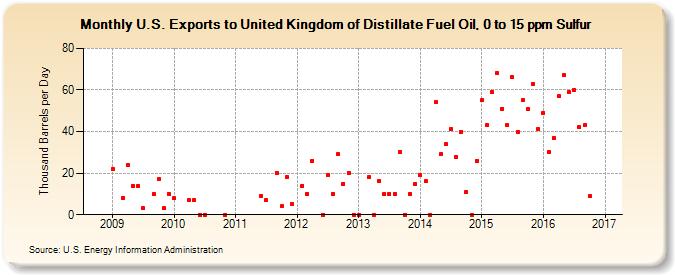 Monthly U.S. Exports to United Kingdom of Distillate Fuel Oil, 0 to 15 ppm Sulfur
Thousand Barrels per Day
80
60
40
20
0
2009 2010 2011 2012 2013 2014 2015 2016 2017
Source: U.S. Energy Information Administration